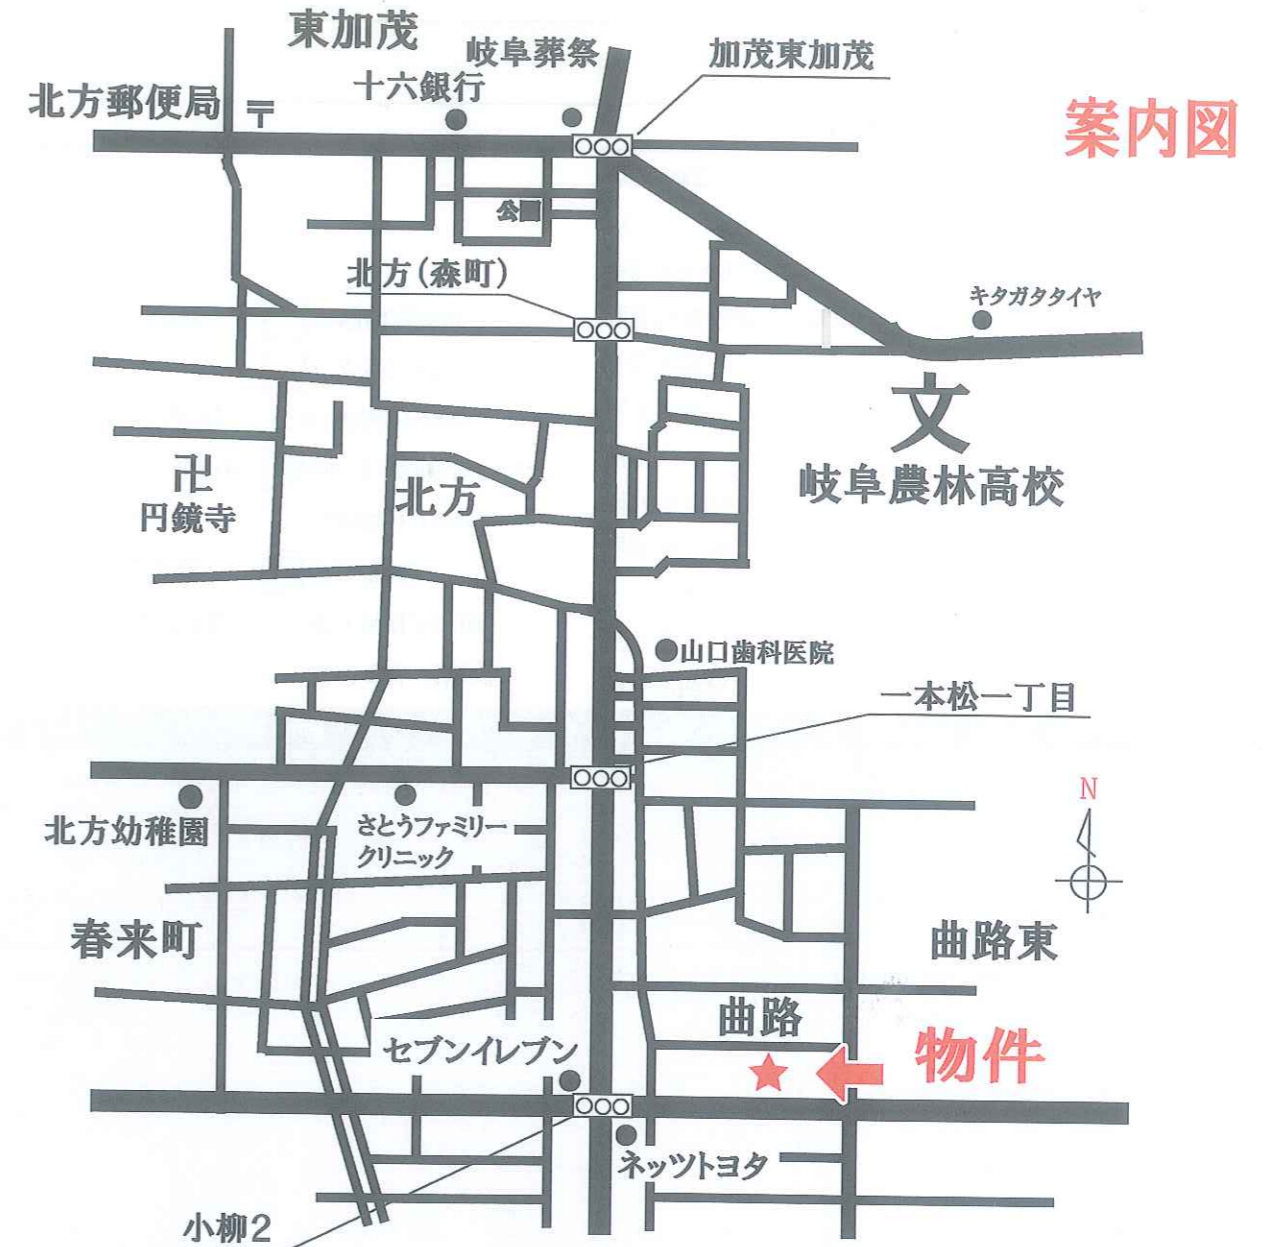 東加茂
岐阜葬祭
加茂東加茂
十六銀行
北方郵便局 〒
案内図
公園
北方(森町)
キタガタタイヤ
文
岐阜農林高校
卍
円鏡寺
北方
山口歯科医院
一本松一丁目
N
北方幼稚園
さとうファミリー
クリニック
春来町
曲路東
曲路
物件
セブンイレブン
ネッツトヨタ
小柳2